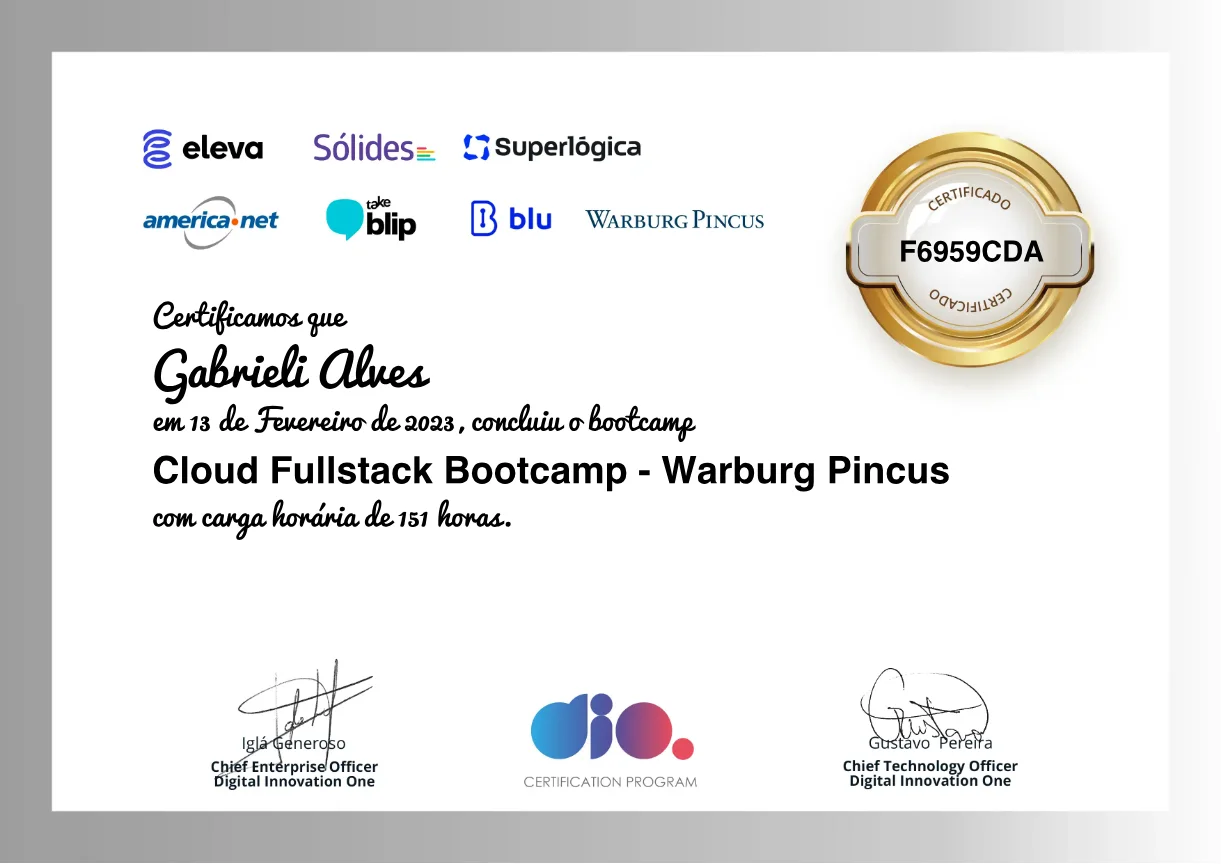 eleva
Sólides
Superlógica
america.net
take
blip
blu
WARBURG PINCUS
CERTIFICADO
F6959CDA
CERTIFICADO
Certificamos que
Gabrieli Alves
em 13 de Fevereiro de 2023, concluiu o bootcamp
Cloud Fullstack Bootcamp - Warburg Pincus
com carga horária de 151 horas.
Iglá Generoso
Chief Enterprise Officer
Digital Innovation One
dio.
CERTIFICATION PROGRAM
Gustavo
Gustavo Pereira
Chief Technology Officer
Digital Innovation One